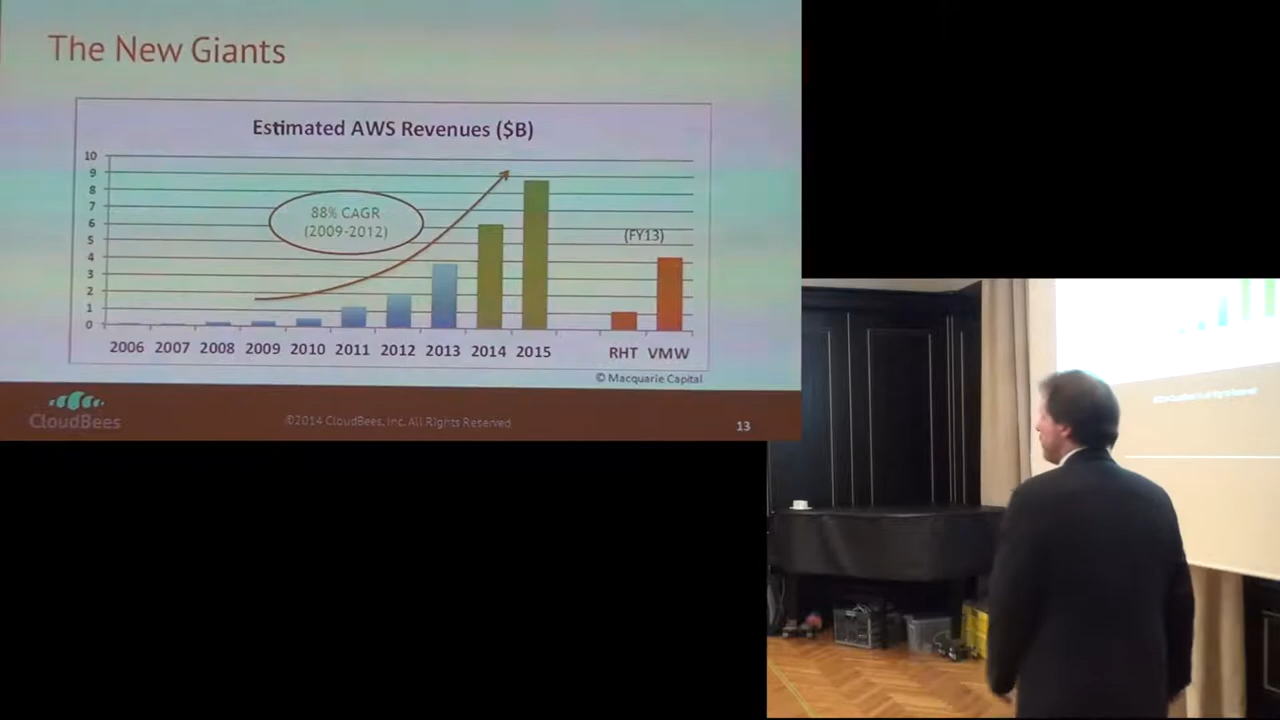 The New Giants
Estimated AWS Revenues ($B)
10
9
8
7
6
5
4
3
2
1
0
88% CAGR
(2009-2012)
(FY13)
2006 2007 2008 2009 2010 2011 2012 2013 2014 2015 RHT VMW
© Macquarie Capital
CloudBees
©2014 CloudBees, Inc. All Rights Reserved
13